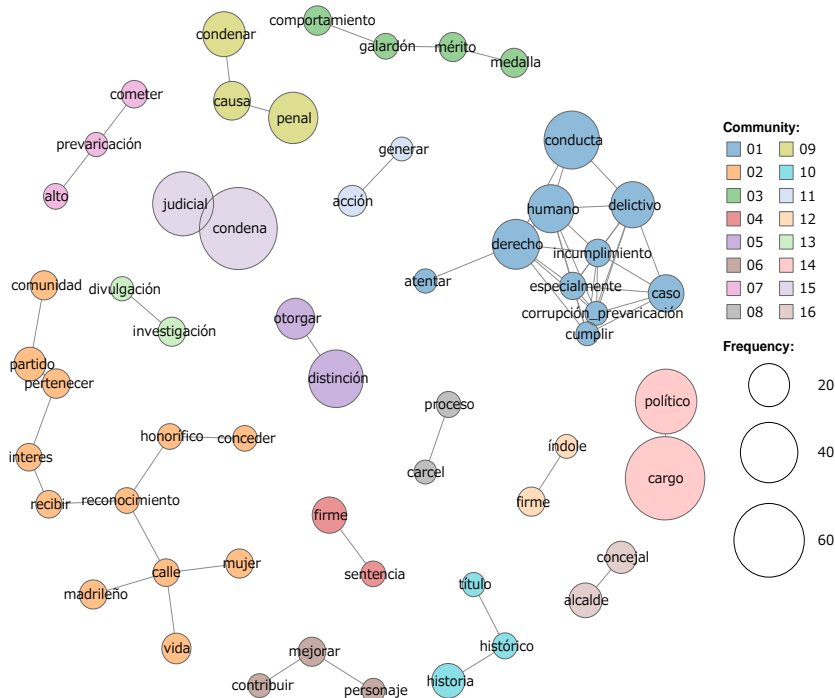 comportamiento
condenar
galardón
mérito
medalla
cometer
causa
penal
prevaricación
conducta
generar
alto
acción
judicial
humano
delictivo
condena
derecho
incumplimiento
atentar
especialmente
caso
corrupción_prevaricación
cumplir
comunidad
divulgación
investigación
otorgar
partido
pertenecer
distinción
proceso
político
honorífico
conceder
índole
interes
carcel
cargo
recibir
reconocimiento
firme
firme
calle
mujer
sentencia
concejal
madrileño
título
alcalde
vida
mejorar
histórico
contribuir
personaje
historia
Community:
01 09
02 10
03 11
04 12
05 13
06 14
07 15
08 16
Frequency:
20
40
60